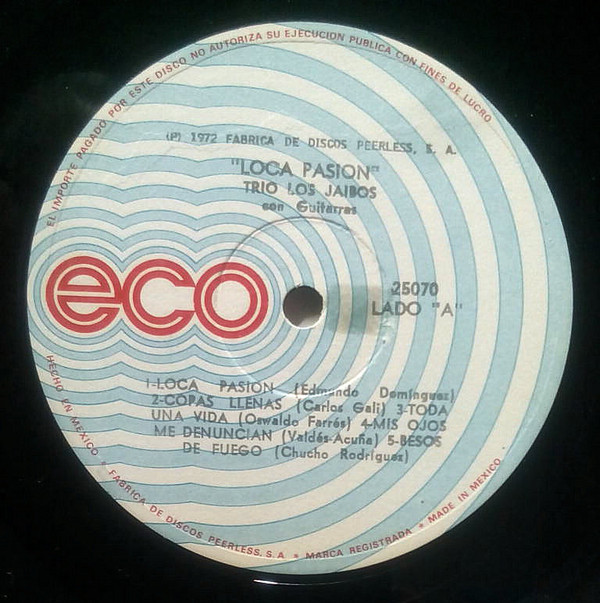 EL IMPORTE PAGADO POR ESTE DISCO NO AUTORIZA SU EJECUCION PUBLICA CON FINES DE LUCRO
(P) 1972 FABRICA DE DISCOS PEERLESS, S. A.
"LOCA PASION"
TRIO LOS JAIBOS
con Guitarras
eco
25070
LADO "A"
1-LOCA PASION (Edmundo Domínguez)
2-COPAS LLENAS (Carlos Gali) 3-TODA
UNA VIDA (Oswaldo Farrés) 4-MIS OJOS
ME DENUNCIAN (Valdés-Acuña) 5-BESOS
DE FUEGO (Chucho Rodríguez)
HECHO EN MEXICO * FABRICA DE DISCOS PEERLESS, S.A * MARCA REGISTRADA * MADE IN MEXICO